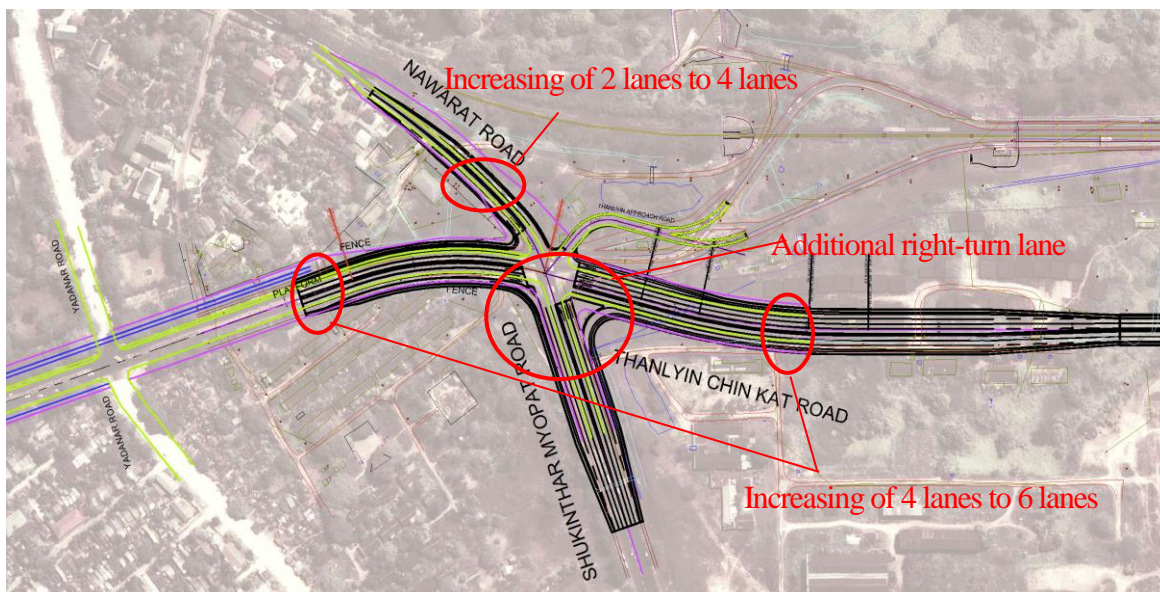 NAWARAT ROAD
Increasing of 2 lanes to 4 lanes
THANLYIN APPROACH ROAD
Additional right-turn lane
FENCE
PLATFORM
FENCE
YADANAR ROAD
YADANAR ROAD
SHUKINTHAR MYOPAT ROAD
THANLYIN CHIN KAT ROAD
Increasing of 4 lanes to 6 lanes